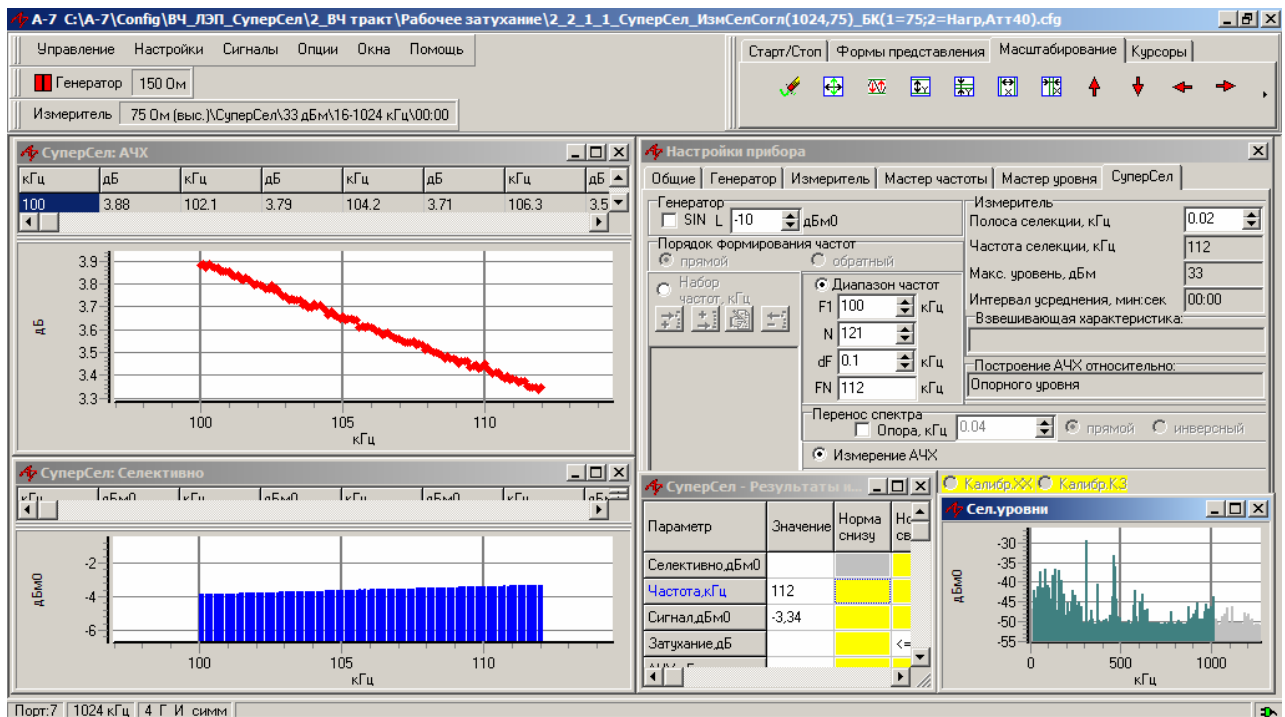 А-7 C:\A-7\Config\ВЧ_ЛЭП_СуперСел\2_ВЧ тракт\Рабочее затухание\2_2_1_1_СуперСел_ИзмСелСогл(1024,75)_БК(1=75;2=Нагр,Атт40).cfg
Управление Настройки Сигналы Опции Окна Помощь
Старт/Стоп Формы представления Масштабирование Курсоры
Генератор 150 Ом
Измеритель 75 Ом (выс.)\СуперСел\33 дБм\16-1024 кГц\00:00
СуперСел: АЧХ
кГц дБ кГц дБ кГц дБ кГц дБ
100 3.88 102.1 3.79 104.2 3.71 106.3 3.5
3.9
3.8
3.7
3.6
3.5
3.4
3.3
дБ
100 105 110
кГц
СуперСел: Селективно
кГц дБм0 кГц дБм0 кГц дБм0 кГц
-2
-4
-6
дБм0
100 105 110
кГц
Настройки прибора
Общие Генератор Измеритель Мастер частоты Мастер уровня СуперСел
Генератор
SIN L -10 дБм0
Порядок формирования частот
прямой обратный
Набор частот, кГц
Диапазон частот
F1 100 кГц
N 121
dF 0.1 кГц
FN 112 кГц
Измеритель
Полоса селекции, кГц 0.02
Частота селекции, кГц 112
Макс. уровень, дБм 33
Интервал усреднения, мин:сек 00:00
Взвешивающая характеристика:
Построение АЧХ относительно:
Опорного уровня
Перенос спектра
Опора, кГц 0.04 прямой инверсный
Измерение АЧХ
Калибр.ХХ Калибр.КЗ
СуперСел - Результаты и...
Параметр Значение Норма снизу Но св
Селективно,дБм0
Частота,кГц 112
Сигнал,дБм0 -3,34
Затухание,дБ <=
Сел.уровни
-30
-35
-40
-45
-50
-55
дБм0
0 500 1000
кГц
Порт:7 1024 кГц 4 Г И симм